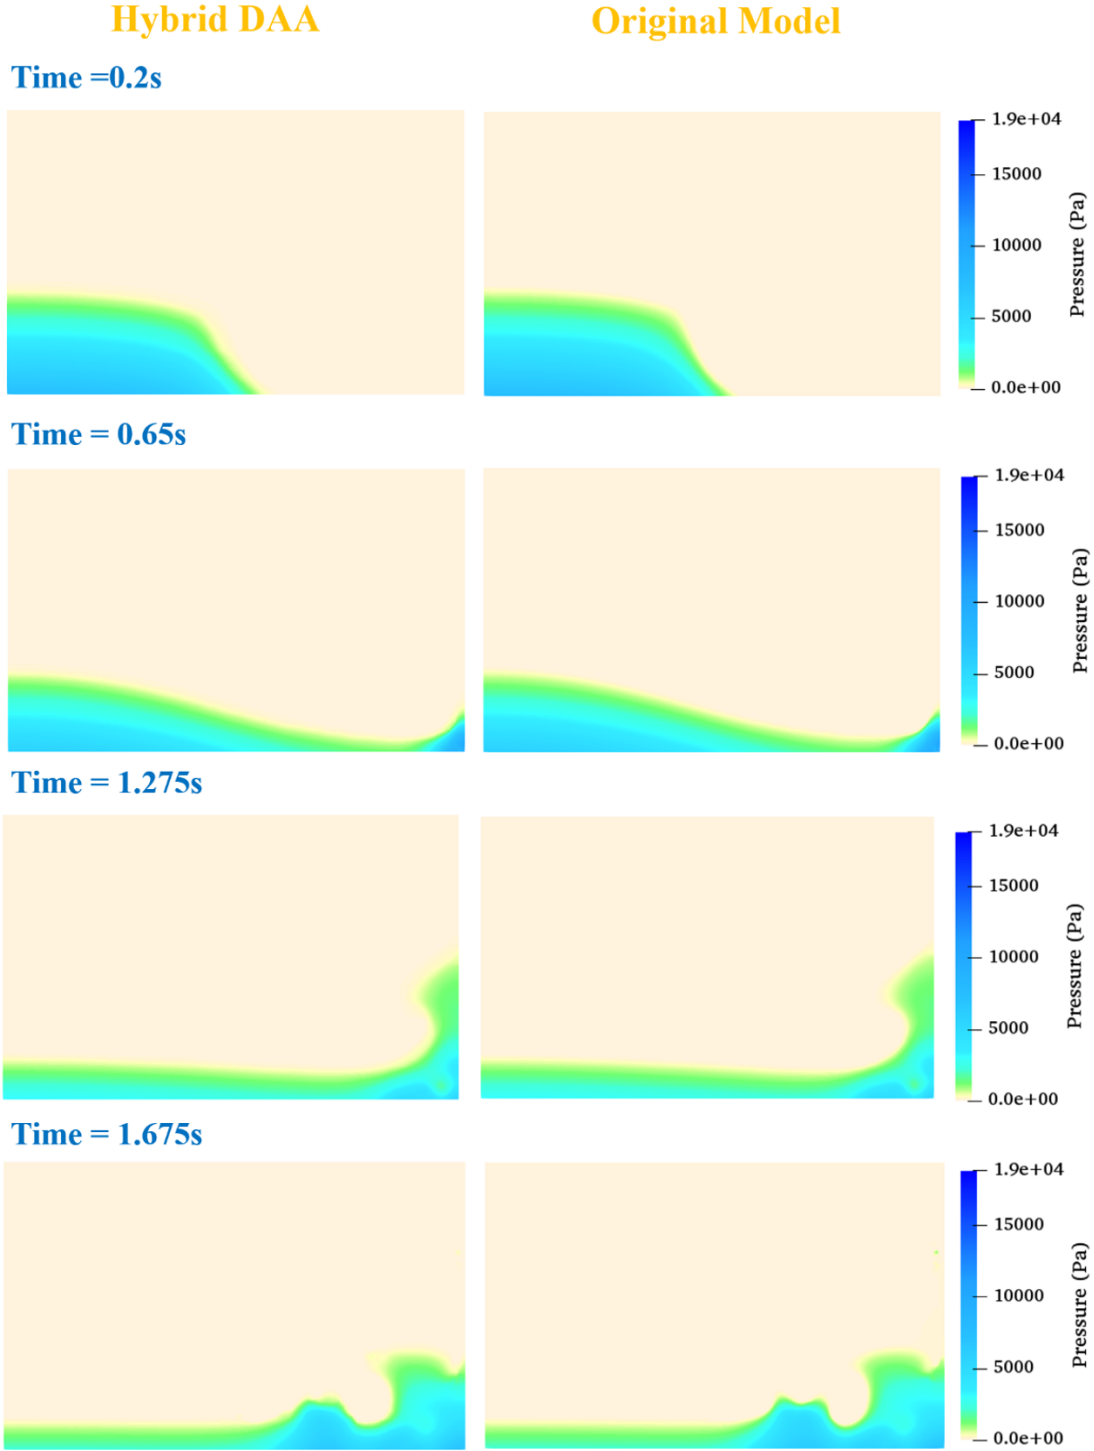 Hybrid DAA Original Model
Time =0.2s
1.9e+04
15000
10000
5000
0.0e+00
Pressure (Pa)
Time = 0.65s
1.9e+04
15000
10000
5000
0.0e+00
Pressure (Pa)
Time = 1.275s
1.9e+04
15000
10000
5000
0.0e+00
Pressure (Pa)
Time = 1.675s
1.9e+04
15000
10000
5000
0.0e+00
Pressure (Pa)